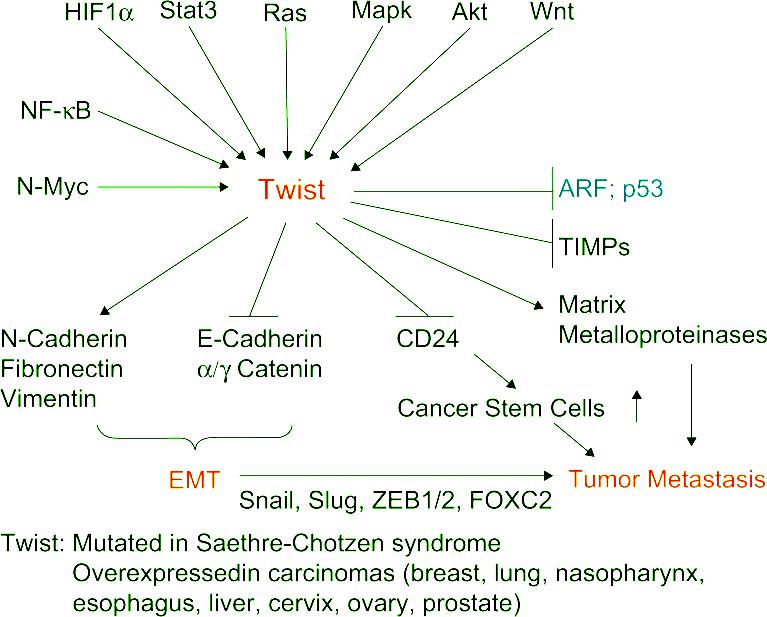 HIF1α Stat3 Ras Mapk Akt Wnt
NF-κB
N-Myc Twist ARF; p53
TIMPs
N-Cadherin E-Cadherin CD24 Matrix
Fibronectin α/γ Catenin Metalloproteinases
Vimentin
Cancer Stem Cells
EMT Tumor Metastasis
Snail, Slug, ZEB1/2, FOXC2
Twist: Mutated in Saethre-Chotzen syndrome
Overexpressedin carcinomas (breast, lung, nasopharynx,
esophagus, liver, cervix, ovary, prostate)